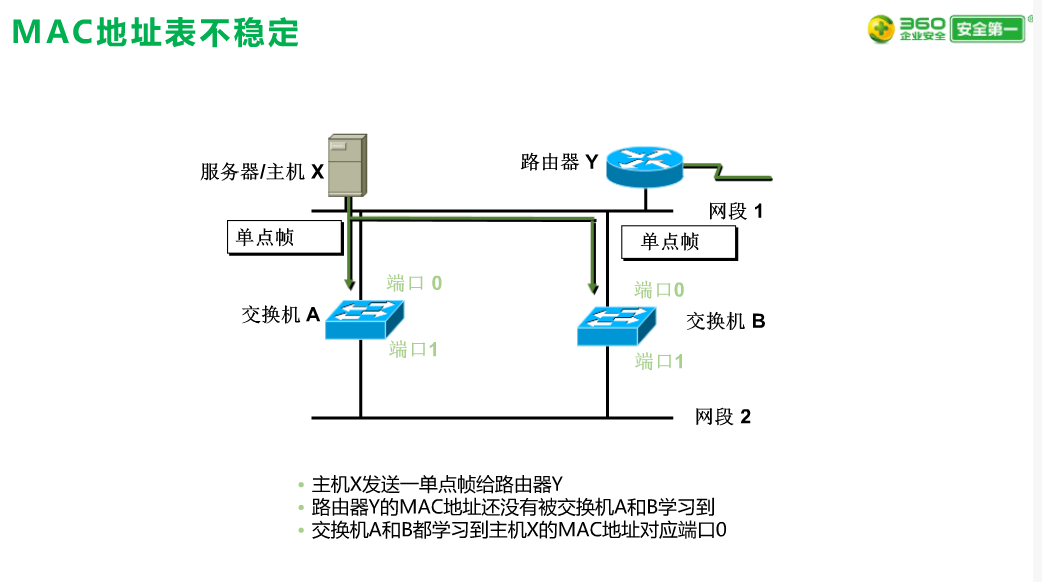 MAC地址表不稳定
360
企业安全
安全第一
服务器/主机 X
路由器 Y
网段 1
单点帧
单点帧
端口 0
端口0
交换机 A
交换机 B
端口1
端口1
网段 2
• 主机X发送一单点帧给路由器Y
• 路由器Y的MAC地址还没有被交换机A和B学习到
• 交换机A和B都学习到主机X的MAC地址对应端口0